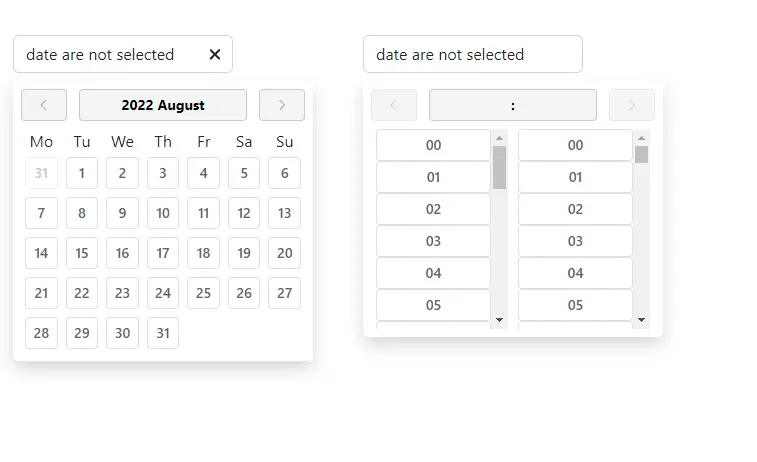 date are not selected
2022 August
Mo Tu We Th Fr Sa Su
31 1 2 3 4 5 6
7 8 9 10 11 12 13
14 15 16 17 18 19 20
21 22 23 24 25 26 27
28 29 30 31
date are not selected
:
00 00
01 01
02 02
03 03
04 04
05 05